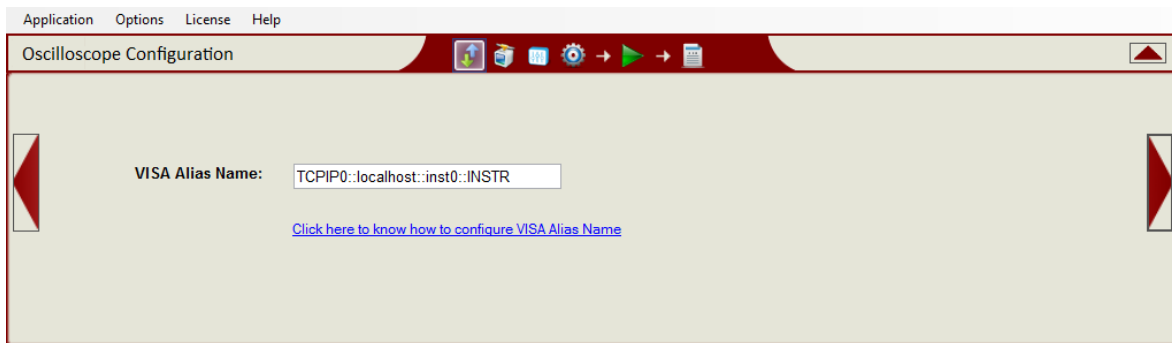 Application Options License Help
Oscilloscope Configuration
VISA Alias Name: TCPIP0::localhost::inst0::INSTR
Click here to know how to configure VISA Alias Name